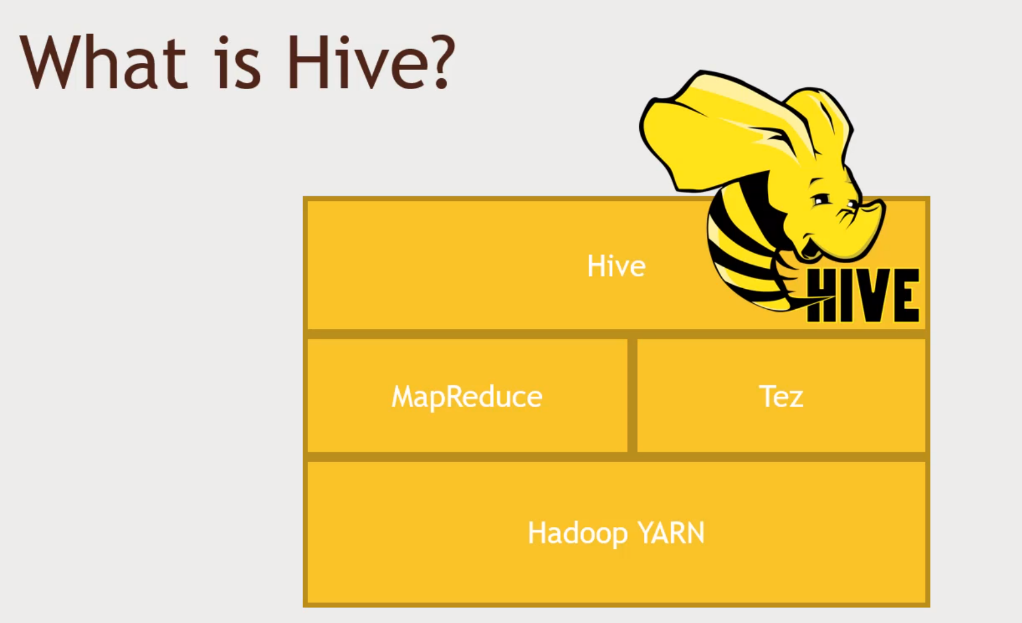 What is Hive?
Hive
HIVE
MapReduce
Tez
Hadoop YARN